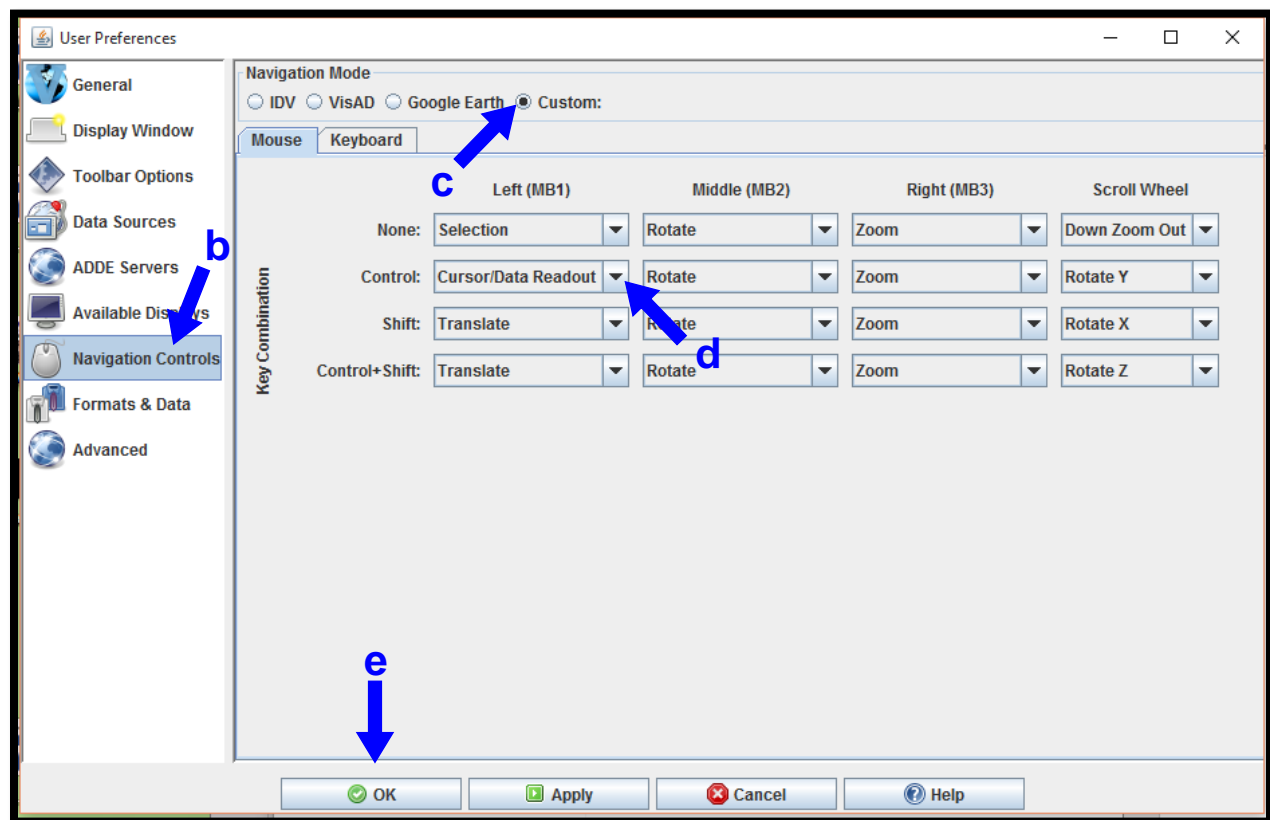 User Preferences
General
Display Window
Toolbar Options
Data Sources
b
ADDE Servers
Available Displays
Navigation Controls
Formats & Data
Advanced
Navigation Mode
IDV VisAD Google Earth Custom:
Mouse Keyboard
c
Left (MB1) Middle (MB2) Right (MB3) Scroll Wheel
Key Combination
None: Selection Rotate Zoom Down Zoom Out
Control: Cursor/Data Readout Rotate Zoom Rotate Y
Shift: Translate Rotate Zoom Rotate X
d
Control+Shift: Translate Rotate Zoom Rotate Z
e
OK Apply Cancel Help